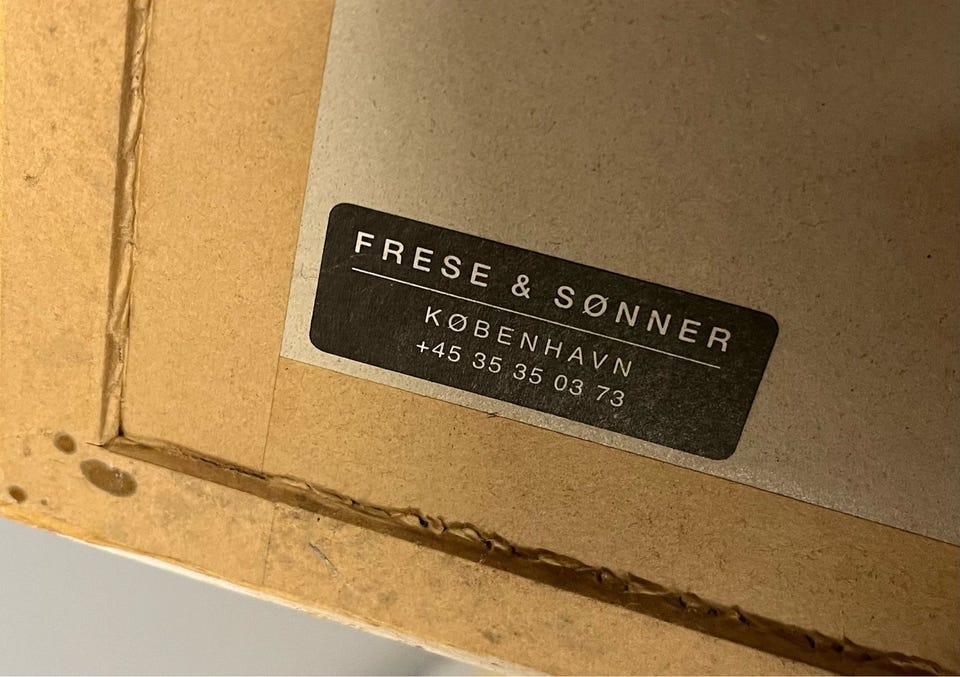 FRESE & SØNNER
KØBENHAVN
+45 35 35 03 73